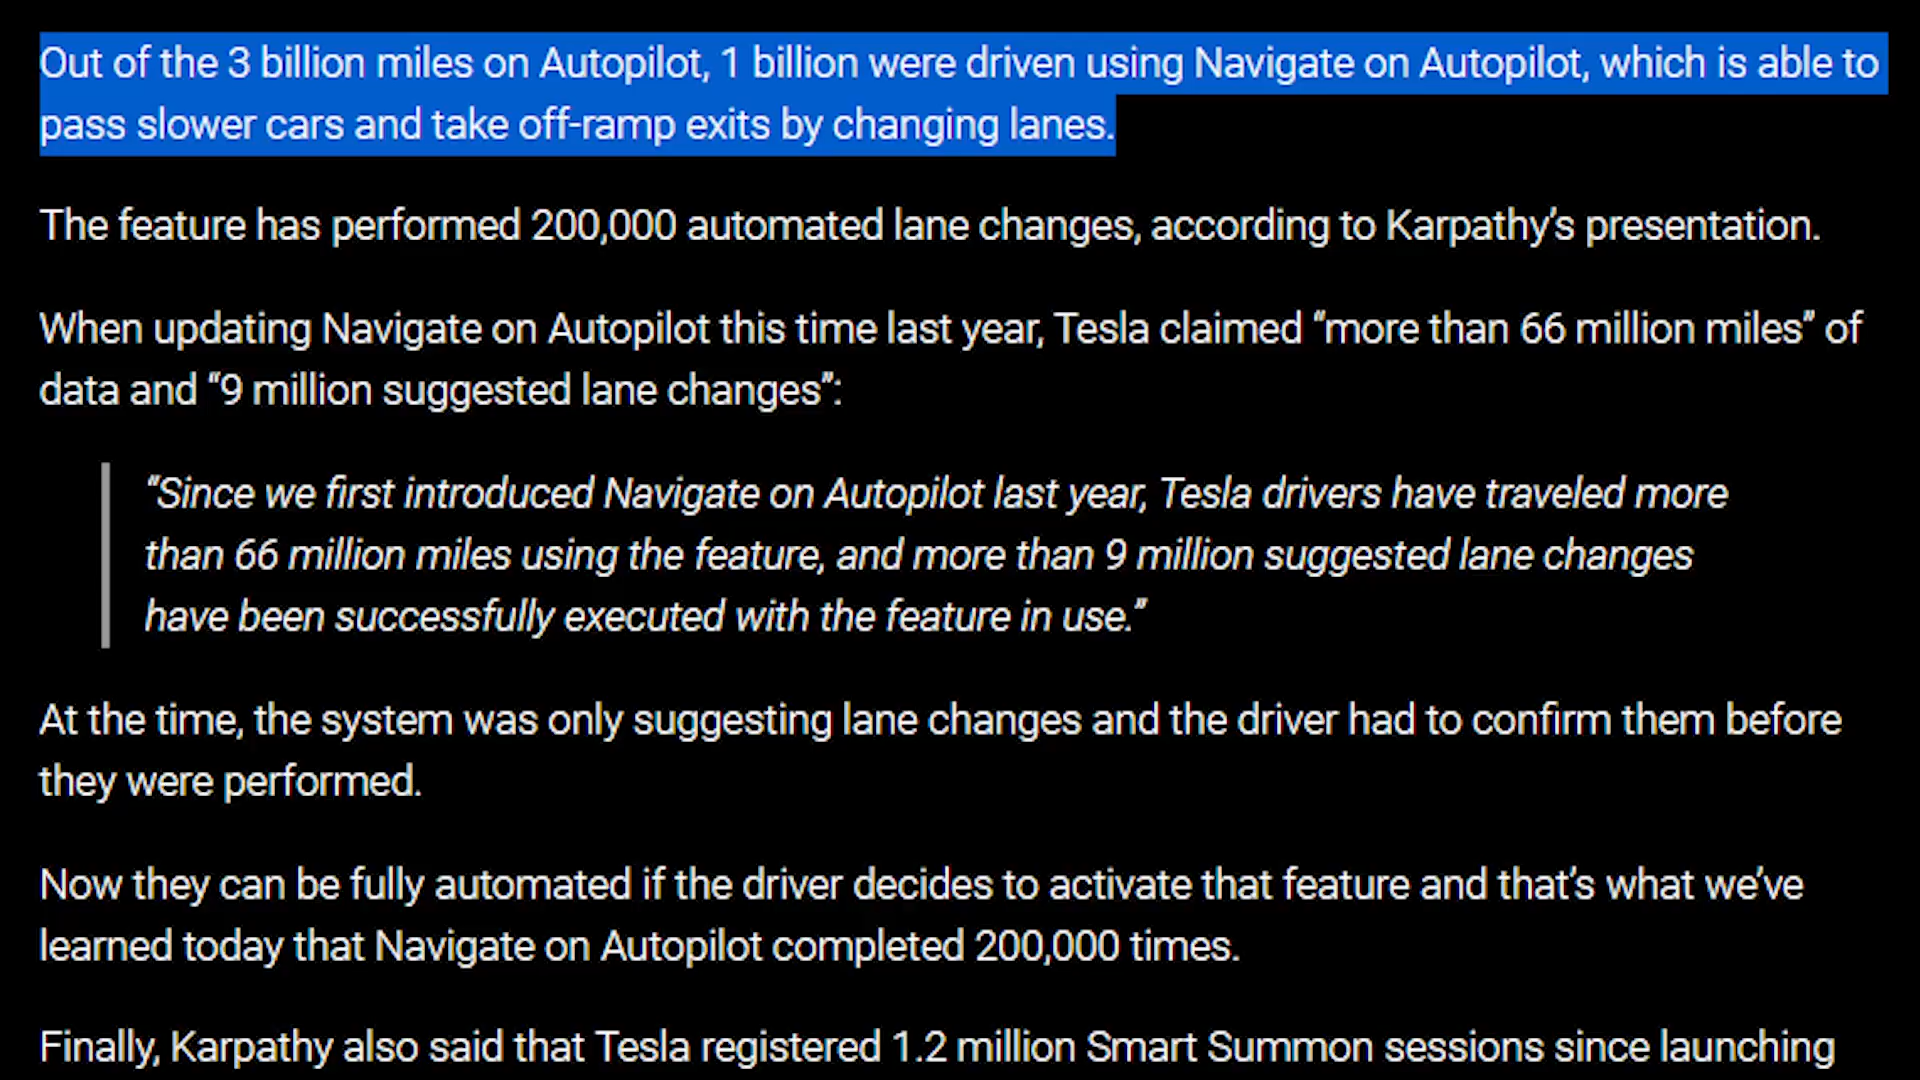 Out of the 3 billion miles on Autopilot, 1 billion were driven using Navigate on Autopilot, which is able to
pass slower cars and take off-ramp exits by changing lanes.
The feature has performed 200,000 automated lane changes, according to Karpathy’s presentation.
When updating Navigate on Autopilot this time last year, Tesla claimed “more than 66 million miles” of
data and “9 million suggested lane changes”:
“Since we first introduced Navigate on Autopilot last year, Tesla drivers have traveled more
than 66 million miles using the feature, and more than 9 million suggested lane changes
have been successfully executed with the feature in use.”
At the time, the system was only suggesting lane changes and the driver had to confirm them before
they were performed.
Now they can be fully automated if the driver decides to activate that feature and that’s what we’ve
learned today that Navigate on Autopilot completed 200,000 times.
Finally, Karpathy also said that Tesla registered 1.2 million Smart Summon sessions since launching